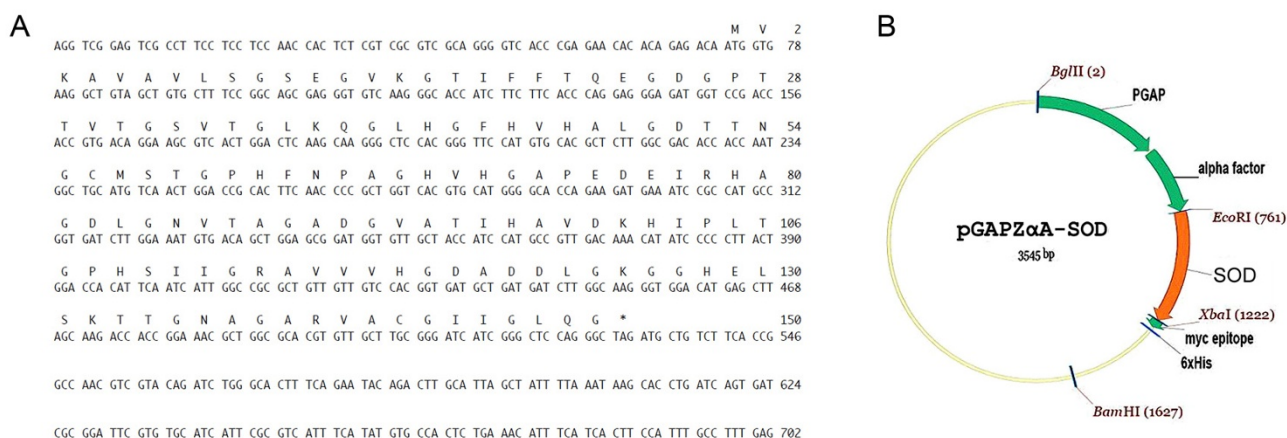 A
M V 2
AGG TCG GAG TCG CCT TCC TCC TCC AAC CAC TCT CGT CGC GTC GCA GGG GTC ACC CGA GAA CAC ACA GAG ACA ATG GTG 78
K A V A V L S G S E G V K G T I F F T Q E G D G P T 28
AAG GCT GTA GCT GTG CTT TCC GGC AGC GAG GGT GTC AAG GGC ACC ATC TTC TTC ACC CAG GAG GGA GAT GGT CCG ACC 156
T V T G S V T G L K Q G L H G F H V H A L G D T T N 54
ACC GTG ACA GGA AGC GTC ACT GGA CTC AAG CAA GGG CTC CAC GGG TTC CAT GTG CAC GCT CTT GGC GAC ACC ACC AAT 234
G C M S T G P H F N P A G H V H G A P E D E I R H A 80
GGC TGC ATG TCA ACT GGA CCG CAC TTC AAC CCC GCT GGT CAC GTG CAT GGG GCA CCA GAA GAT GAA ATC CGC CAT GCC 312
G D L G N V T A G A D G V A T I H A V D K H I P L T 106
GGT GAT CTT GGA AAT GTG ACA GCT GGA GCG GAT GGT GTT GCT ACC ATC CAT GCC GTT GAC AAA CAT ATC CCC CTT ACT 390
G P H S I I G R A V V V H G D A D D L G K G G H E L 130
GGA CCA CAT TCA ATC ATT GGC CGC GCT GTT GTT GTC CAC GGT GAT GCT GAT GAT CTT GGC AAG GGT GGA CAT GAG CTT 468
S K T T G N A G A R V A C G I I G L Q G * 150
AGC AAG ACC ACC GGA AAC GCT GGC GCA CGT GTT GCT TGC GGG ATC ATC GGG CTC CAG GGC TAG ATG CTG TCT TCA CCG 546
GCC AAC GTC GTA CAG ATC TGG GCA CTT TCA GAA TAC AGA CTT GCA TTA GCT ATT TTA AAT AAG CAC CTG ATC AGT GAT 624
CGC GGA TTC GTG TGC ATC ATT CGC GTC ATT TCA TAT GTG CCA CTC TGA AAC ATT TCA TCA CTT CCA TTT GCC TTT GAG 702
B
BglII (2)
PGAP
alpha factor
EcoRI (761)
pGAPZαA-SOD
3545 bp
SOD
XbaI (1222)
myc epitope
6xHis
BamHI (1627)